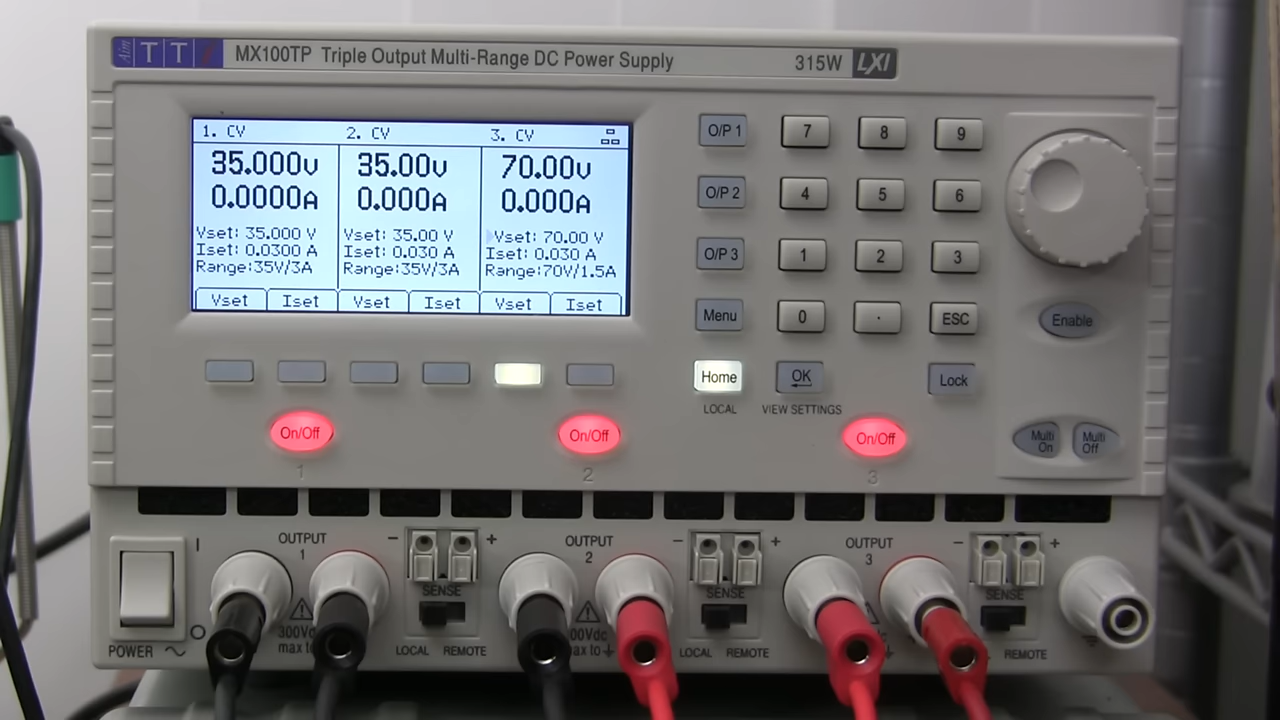 Aim TTi MX100TP Triple Output Multi-Range DC Power Supply 315W LXI
1. CV 2. CV 3. CV
35.000V 35.00V 70.00V
0.0000A 0.000A 0.000A
Vset: 35.000 V Vset: 35.00 V Vset: 70.00 V
Iset: 0.0300 A Iset: 0.030 A Iset: 0.030 A
Range:35V/3A Range:35V/3A Range:70V/1.5A
Vset Iset Vset Iset Vset Iset
O/P 1 7 8 9
O/P 2 4 5 6
O/P 3 1 2 3
Menu 0 . ESC
Enable
Home OK Lock
LOCAL VIEW SETTINGS
On/Off On/Off On/Off
Multi On Multi Off
1 2 3
I OUTPUT 1 - + OUTPUT 2 - + OUTPUT 3 - +
SENSE SENSE SENSE
O 300Vdc 00Vdc
max to ax to
POWER LOCAL REMOTE LOCAL REMOTE REMOTE